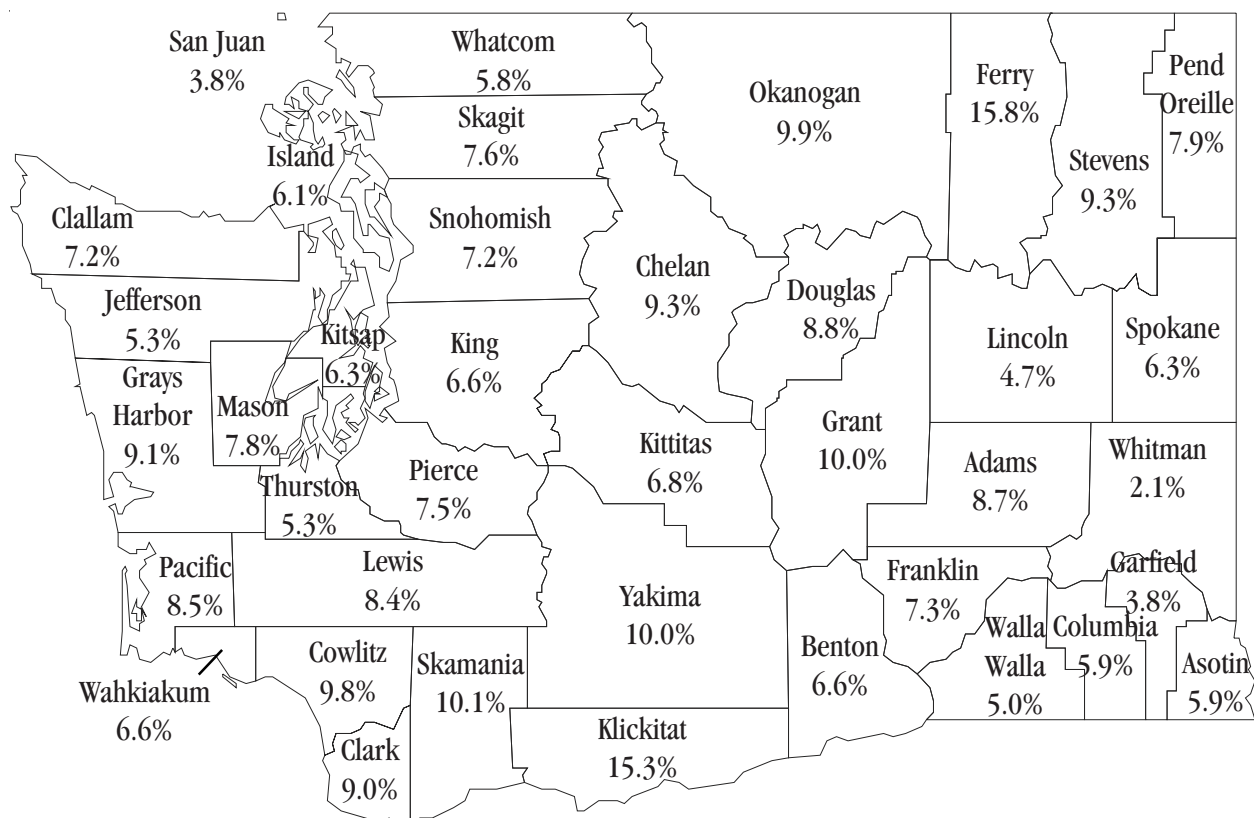 San Juan
3.8%
Whatcom
5.8%
Skagit
7.6%
Okanogan
9.9%
Ferry
15.8%
Pend
Oreille
7.9%
Stevens
9.3%
Island
6.1%
Clallam
7.2%
Snohomish
7.2%
Chelan
9.3%
Douglas
8.8%
Jefferson
5.3%
Kitsap
6.3%
King
6.6%
Lincoln
4.7%
Spokane
6.3%
Grays
Harbor
9.1%
Mason
7.8%
Kittitas
6.8%
Grant
10.0%
Adams
8.7%
Whitman
2.1%
Thurston
5.3%
Pierce
7.5%
Pacific
8.5%
Lewis
8.4%
Yakima
10.0%
Franklin
7.3%
Garfield
3.8%
Benton
6.6%
Walla
Walla
5.0%
Columbia
5.9%
Asotin
5.9%
Wahkiakum
6.6%
Cowlitz
9.8%
Skamania
10.1%
Clark
9.0%
Klickitat
15.3%